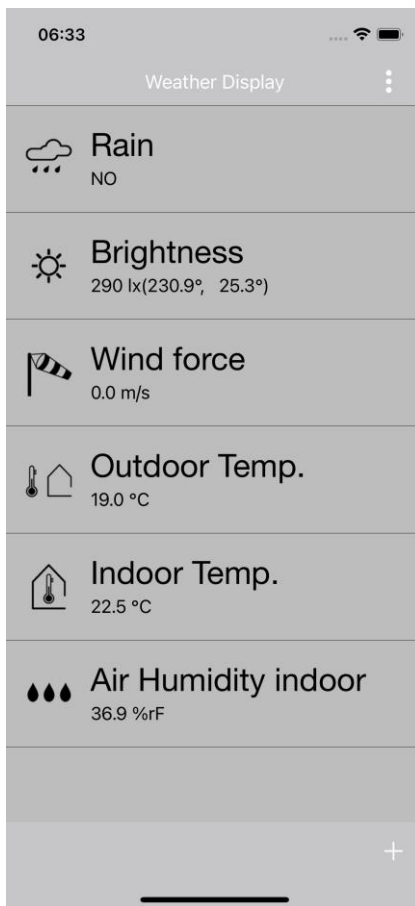 06:33
Weather Display
Rain
NO
Brightness
290 lx(230.9°, 25.3°)
Wind force
0.0 m/s
Outdoor Temp.
19.0 °C
Indoor Temp.
22.5 °C
Air Humidity indoor
36.9 %rF
+